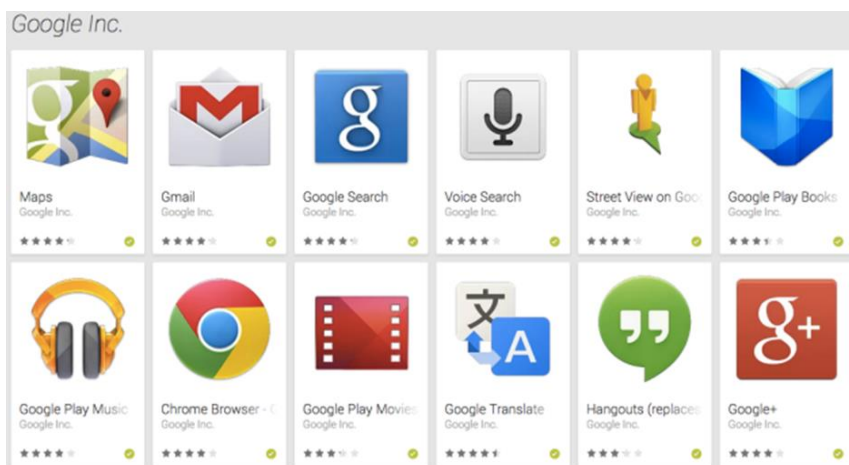 Google Inc.
Maps
Google Inc.
Gmail
Google Inc.
Google Search
Google Inc.
Voice Search
Google Inc.
Street View on Goo
Google Inc.
Google Play Books
Google Inc.
Google Play Music
Google Inc.
Chrome Browser -
Google Inc.
Google Play Movies
Google Inc.
文
A
Google Translate
Google Inc.
Hangouts (replaces
Google Inc.
g+
Google+
Google Inc.